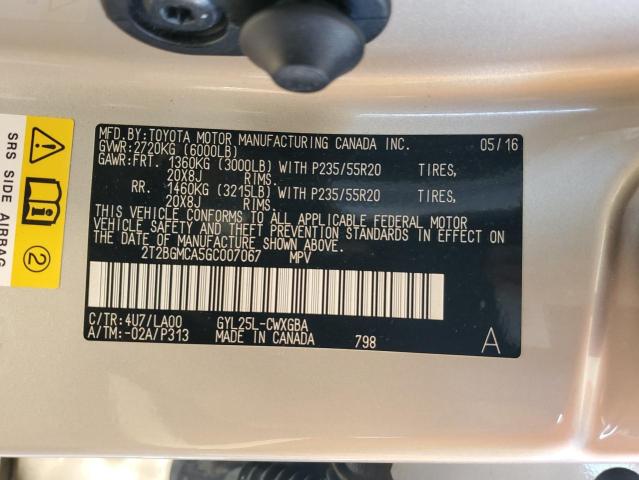 MFD.BY:TOYOTA MOTOR MANUFACTURING CANADA INC. 05/16
GVWR:2720KG (6000LB)
GAWR:FRT. 1360KG (3000LB) WITH P235/55R20 TIRES,
20X8J RIMS.
RR. 1460KG (3215LB) WITH P235/55R20 TIRES,
20X8J RIMS.
THIS VEHICLE CONFORMS TO ALL APPLICABLE FEDERAL MOTOR
VEHICLE SAFETY AND THEFT PREVENTION STANDARDS IN EFFECT ON
THE DATE OF MANUFACTURE SHOWN ABOVE.
2T2BGMCA5GC007067 MPV
C/TR:4U7/LA00 GYL25L-CWXGBA
A/TM:-02A/P313 MADE IN CANADA 798 A
SRS SIDE AIRBAG
2